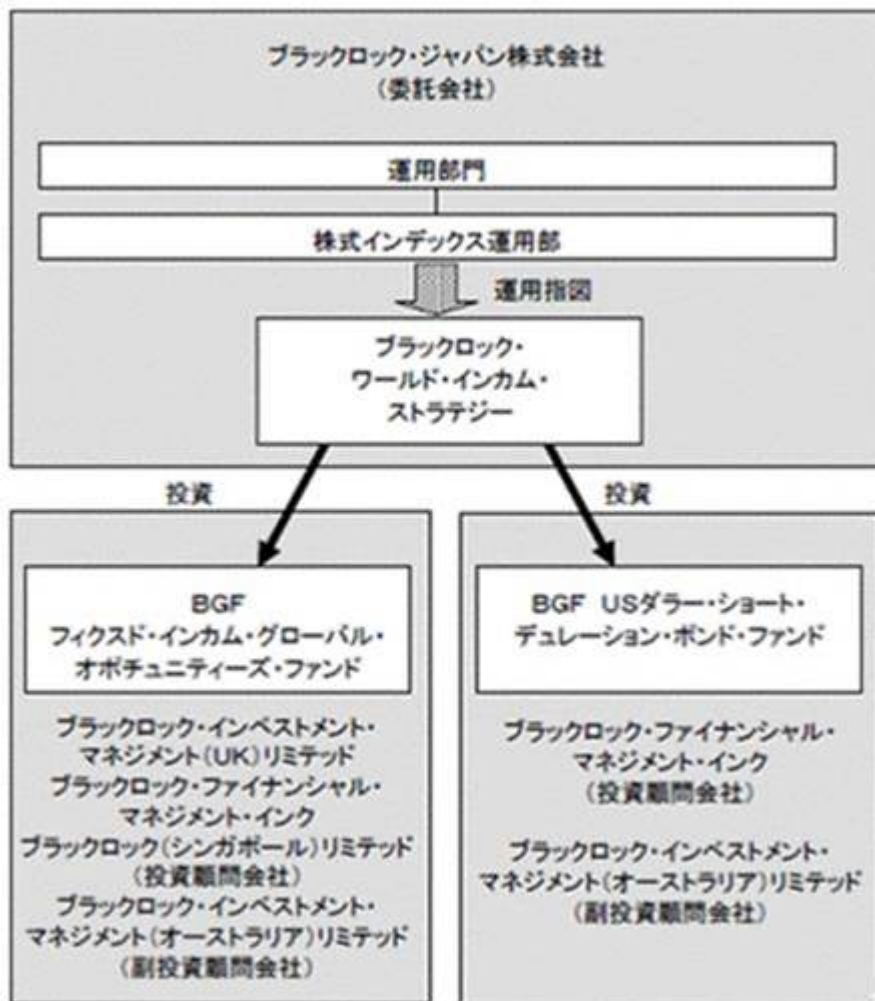 ブラックロック・ジャパン株式会社
(委託会社)
運用部門
株式インデックス運用部
運用指図
ブラックロック・
ワールド・インカム・
ストラテジー
投資
投資
BGF
フィクスド・インカム・グローバル・
オポチュニティーズ・ファンド
ブラックロック・インベストメント・
マネジメント(UK)リミテッド
ブラックロック・ファイナンシャル・
マネジメント・インク
ブラックロック(シンガポール)リミテッド
(投資顧問会社)
ブラックロック・インベストメント・
マネジメント(オーストラリア)リミテッド
(副投資顧問会社)
BGF USダラー・ショート・
デュレーション・ボンド・ファンド
ブラックロック・ファイナンシャル・
マネジメント・インク
(投資顧問会社)
ブラックロック・インベストメント・
マネジメント(オーストラリア)リミテッド
(副投資顧問会社)